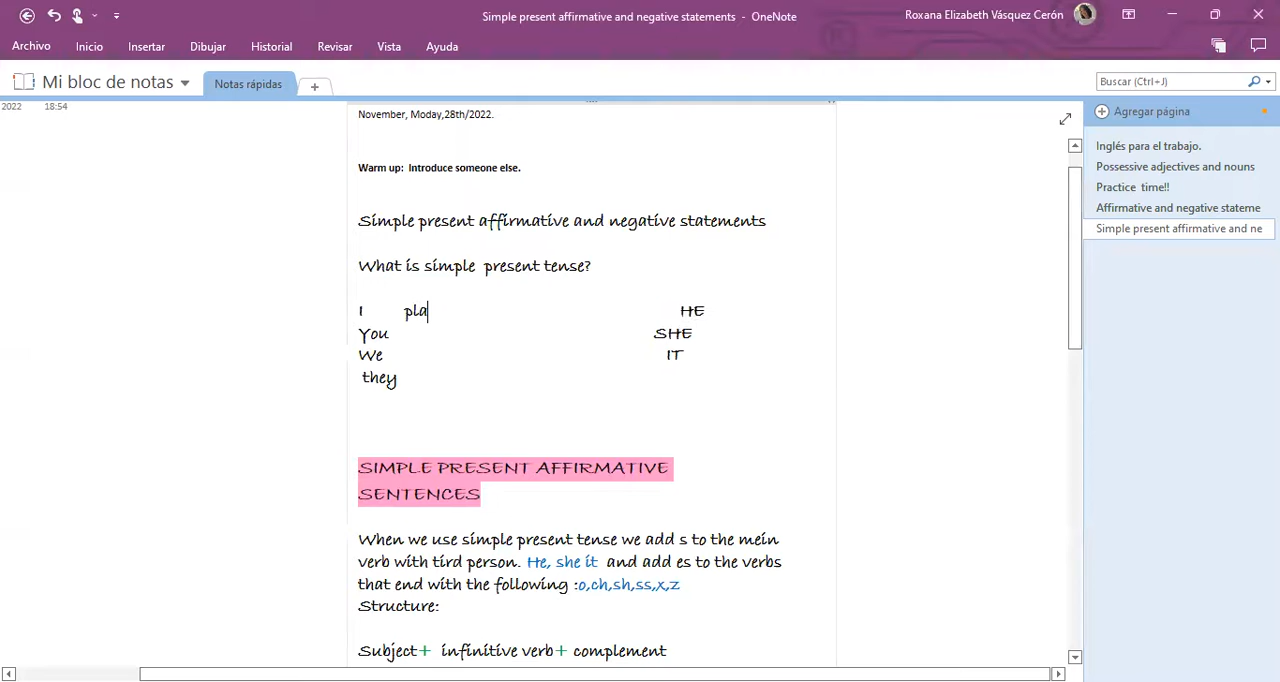 Simple present affirmative and negative statements - OneNote
Roxana Elizabeth Vásquez Cerón
Archivo Inicio Insertar Dibujar Historial Revisar Vista Ayuda
Mi bloc de notas
Notas rápidas
Buscar (Ctrl+J)
2022 18:54
Agregar página
Inglés para el trabajo.
Possessive adjectives and nouns
Practice time!!
Affirmative and negative stateme
Simple present affirmative and ne
November, Moday,28th/2022.
Warm up: Introduce someone else.
Simple present affirmative and negative statements
What is simple present tense?
I pla HE
You SHE
We IT
they
SIMPLE PRESENT AFFIRMATIVE
SENTENCES
When we use simple present tense we add s to the mein
verb with tird person. He, she it and add es to the verbs
that end with the following :o,ch,sh,ss,x,z
Structure:
Subject+ infinitive verb+ complement